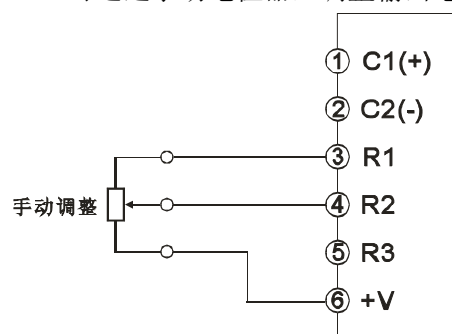 ① C1(+)
② C2(-)
③ R1
手动调整
④ R2
⑤ R3
⑥ +V